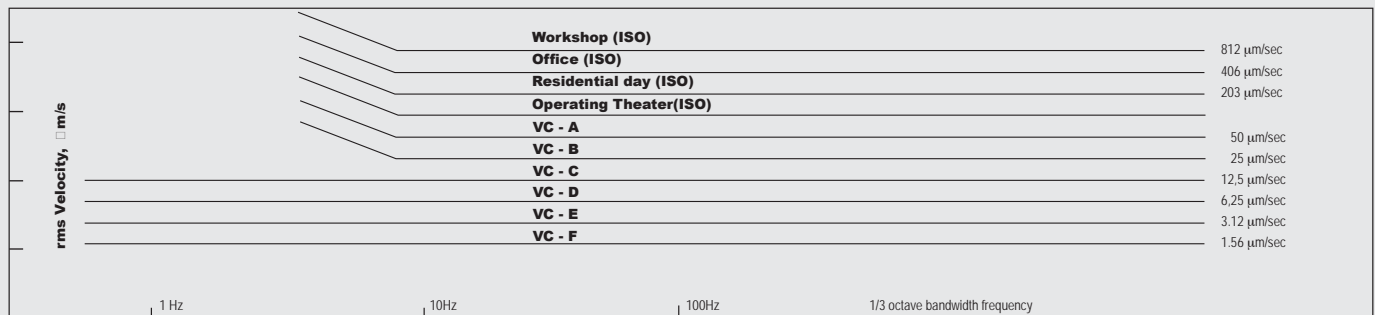 Workshop (ISO)
812 μm/sec
Office (ISO)
406 μm/sec
Residential day (ISO)
203 μm/sec
Operating Theater(ISO)
VC - A
50 μm/sec
VC - B
25 μm/sec
VC - C
12,5 μm/sec
VC - D
6,25 μm/sec
VC - E
3.12 μm/sec
VC - F
1.56 μm/sec
rms Velocity, □m/s
1 Hz
10Hz
100Hz
1/3 octave bandwidth frequency